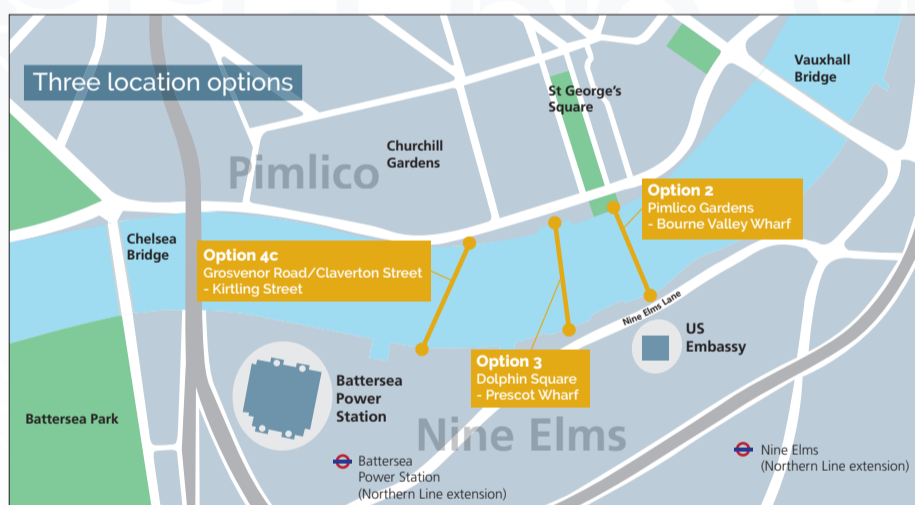 Three location options
Vauxhall
Bridge
St George's
Square
Churchill
Gardens
Pimlico
Option 2
Pimlico Gardens
- Bourne Valley Wharf
Chelsea
Bridge
Option 4c
Grosvenor Road/Claverton Street
- Kirtling Street
Nine Elms Lane
US
Embassy
Option 3
Dolphin Square
- Prescot Wharf
Battersea
Power
Station
Battersea Park
Nine Elms
Battersea
Power Station
(Northern Line extension)
Nine Elms
(Northern Line extension)